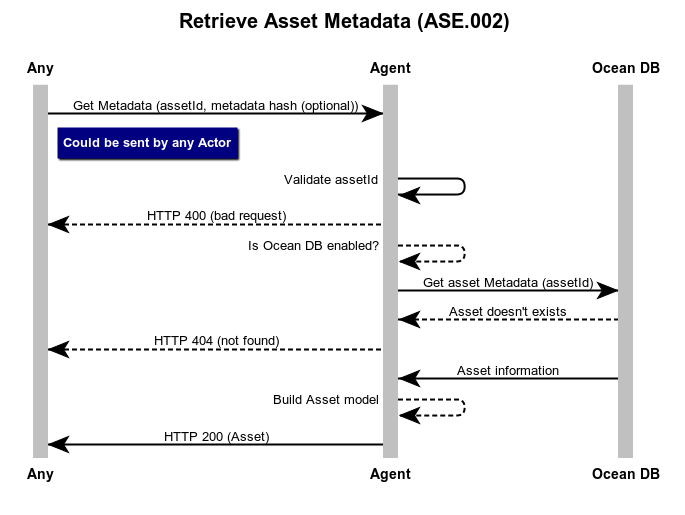 Retrieve Asset Metadata (ASE.002)
Any
Agent
Ocean DB
Get Metadata (assetId, metadata hash (optional))
Could be sent by any Actor
Validate assetId
HTTP 400 (bad request)
Is Ocean DB enabled?
Get asset Metadata (assetId)
Asset doesn't exists
HTTP 404 (not found)
Asset information
Build Asset model
HTTP 200 (Asset)
Any
Agent
Ocean DB